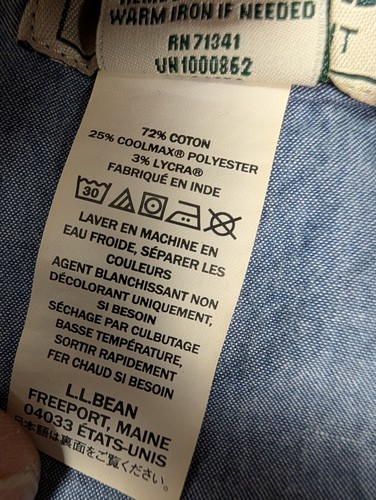 WARM IRON IF NEEDED
RN71341
UN1000862
T
72% COTON
25% COOLMAX® POLYESTER
3% LYCRA®
FABRIQUÉ EN INDE
30
LAVER EN MACHINE EN
EAU FROIDE, SÉPARER LES
COULEURS
AGENT BLANCHISSANT NON
DÉCOLORANT UNIQUEMENT,
SI BESOIN
SÉCHAGE PAR CULBUTAGE
BASSE TEMPÉRATURE,
SORTIR RAPIDEMENT
FER CHAUD SI BESOIN
L.L.BEAN
FREEPORT, MAINE
04033 ÉTATS-UNIS
日本語は裏面をご覧ください。